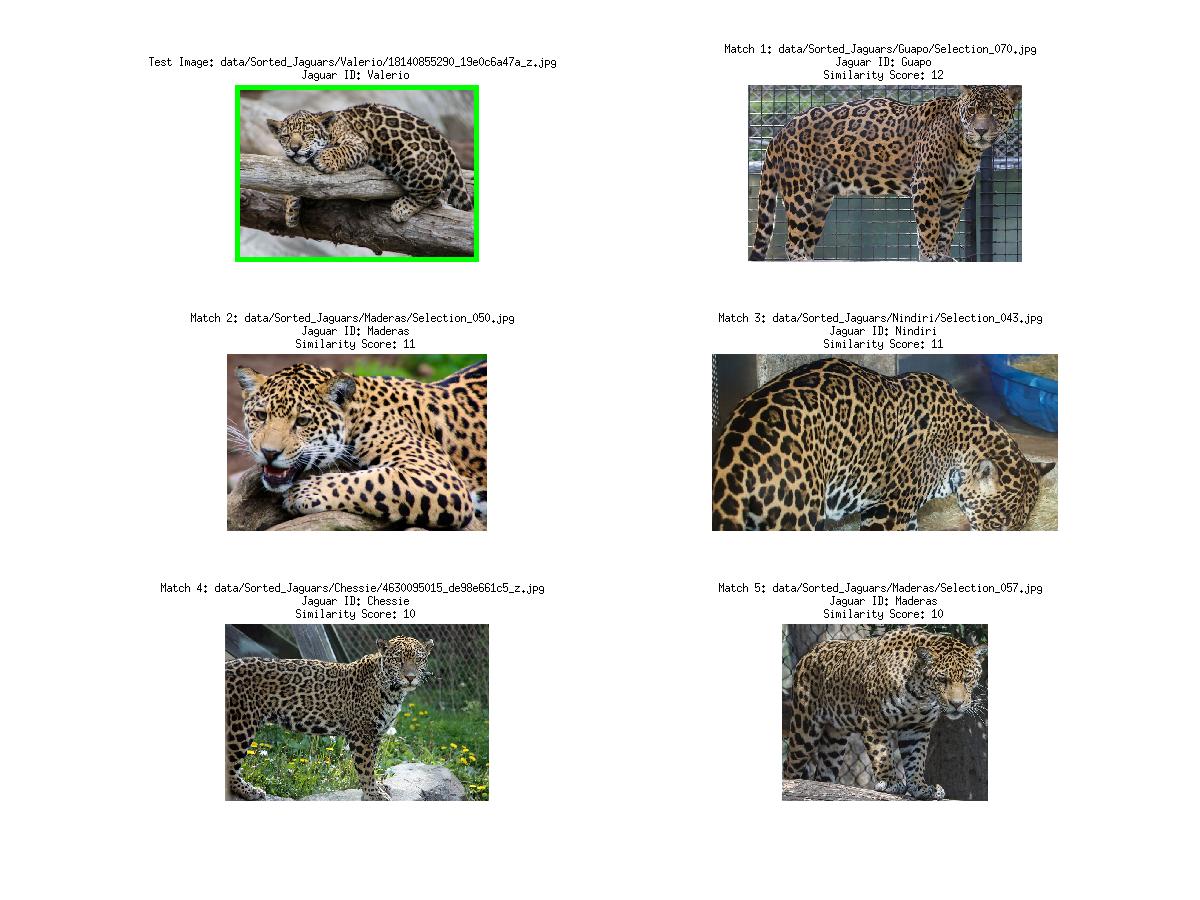 Test Image: data/Sorted_Jaguars/Valerio/18140855290_19e0c6a47a_z.jpg
Jaguar ID: Valerio
Match 1: data/Sorted_Jaguars/Guapo/Selection_070.jpg
Jaguar ID: Guapo
Similarity Score: 12
Match 2: data/Sorted_Jaguars/Maderas/Selection_050.jpg
Jaguar ID: Maderas
Similarity Score: 11
Match 3: data/Sorted_Jaguars/Nindiri/Selection_043.jpg
Jaguar ID: Nindiri
Similarity Score: 11
Match 4: data/Sorted_Jaguars/Chessie/4630095015_de98e661c5_z.jpg
Jaguar ID: Chessie
Similarity Score: 10
Match 5: data/Sorted_Jaguars/Maderas/Selection_057.jpg
Jaguar ID: Maderas
Similarity Score: 10